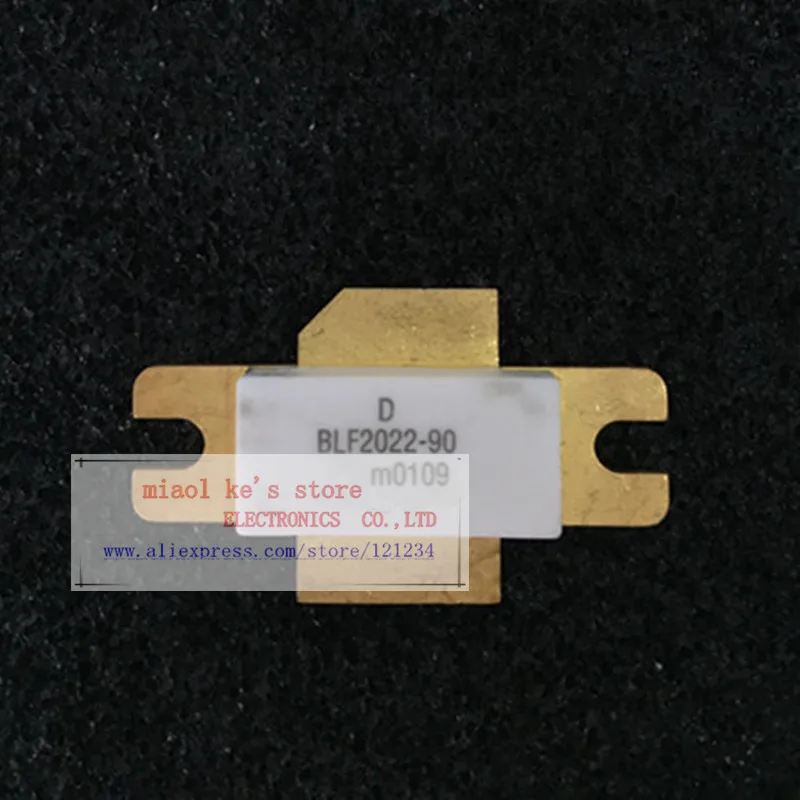 D
BLF2022-90
m0109
miaol ke's store
ELECTRONICS CO.,LTD
www.aliexpress.com/store/121234